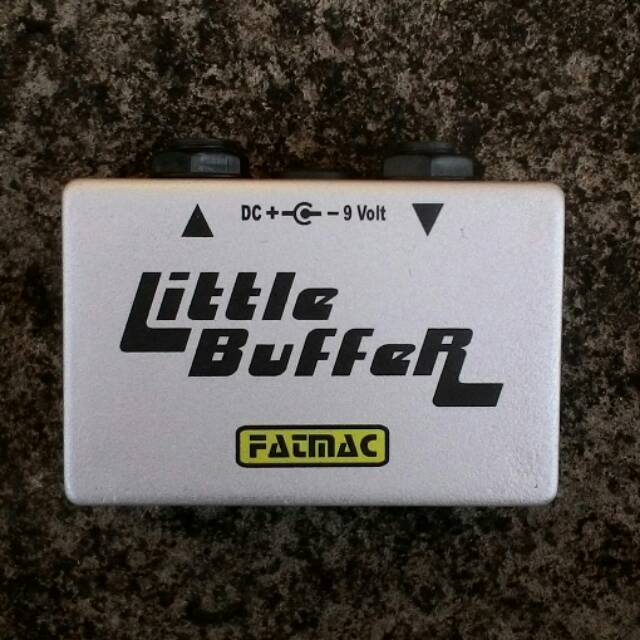 DC + - 9 Volt
Little
Buffer
FATMAC